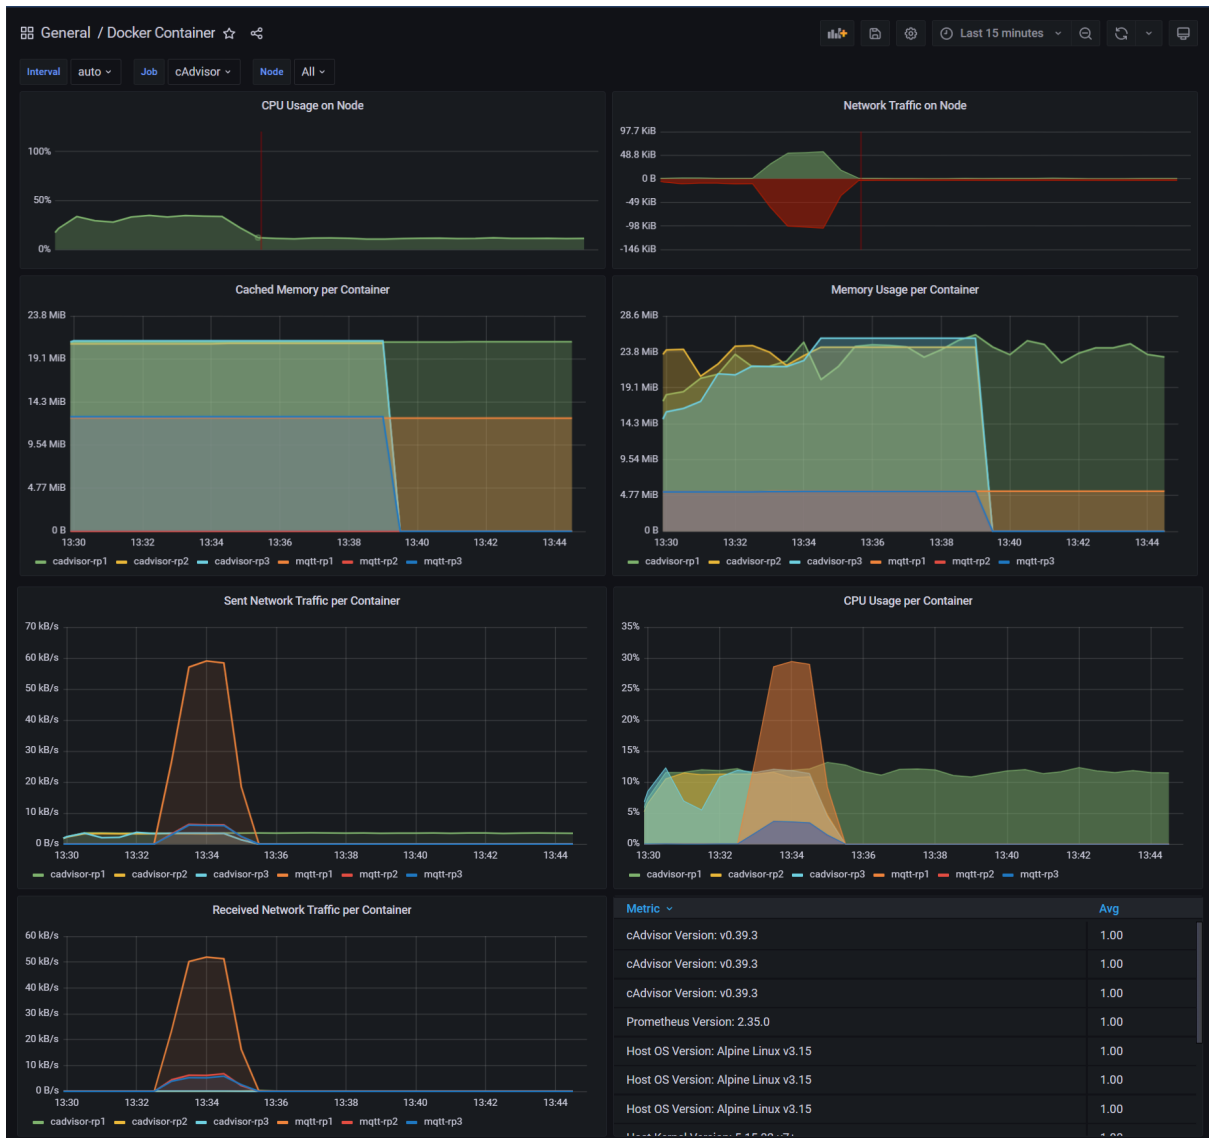 General / Docker Container
Last 15 minutes
Interval auto Job cAdvisor Node All
CPU Usage on Node
100%
50%
0%
Network Traffic on Node
97.7 KiB
48.8 KiB
0 B
-49 KiB
-98 KiB
-146 KiB
Cached Memory per Container
23.8 MiB
19.1 MiB
14.3 MiB
9.54 MiB
4.77 MiB
0 B
13:30 13:32 13:34 13:36 13:38 13:40 13:42 13:44
cadvisor-rp1 cadvisor-rp2 cadvisor-rp3 mqtt-rp1 mqtt-rp2 mqtt-rp3
Memory Usage per Container
28.6 MiB
23.8 MiB
19.1 MiB
14.3 MiB
9.54 MiB
4.77 MiB
0 B
13:30 13:32 13:34 13:36 13:38 13:40 13:42 13:44
cadvisor-rp1 cadvisor-rp2 cadvisor-rp3 mqtt-rp1 mqtt-rp2 mqtt-rp3
Sent Network Traffic per Container
70 kB/s
60 kB/s
50 kB/s
40 kB/s
30 kB/s
20 kB/s
10 kB/s
0 B/s
13:30 13:32 13:34 13:36 13:38 13:40 13:42 13:44
cadvisor-rp1 cadvisor-rp2 cadvisor-rp3 mqtt-rp1 mqtt-rp2 mqtt-rp3
CPU Usage per Container
35%
30%
25%
20%
15%
10%
5%
0%
13:30 13:32 13:34 13:36 13:38 13:40 13:42 13:44
cadvisor-rp1 cadvisor-rp2 cadvisor-rp3 mqtt-rp1 mqtt-rp2 mqtt-rp3
Received Network Traffic per Container
60 kB/s
50 kB/s
40 kB/s
30 kB/s
20 kB/s
10 kB/s
0 B/s
13:30 13:32 13:34 13:36 13:38 13:40 13:42 13:44
cadvisor-rp1 cadvisor-rp2 cadvisor-rp3 mqtt-rp1 mqtt-rp2 mqtt-rp3
Metric Avg
cAdvisor Version: v0.39.3 1.00
cAdvisor Version: v0.39.3 1.00
cAdvisor Version: v0.39.3 1.00
Prometheus Version: 2.35.0 1.00
Host OS Version: Alpine Linux v3.15 1.00
Host OS Version: Alpine Linux v3.15 1.00
Host OS Version: Alpine Linux v3.15 1.00